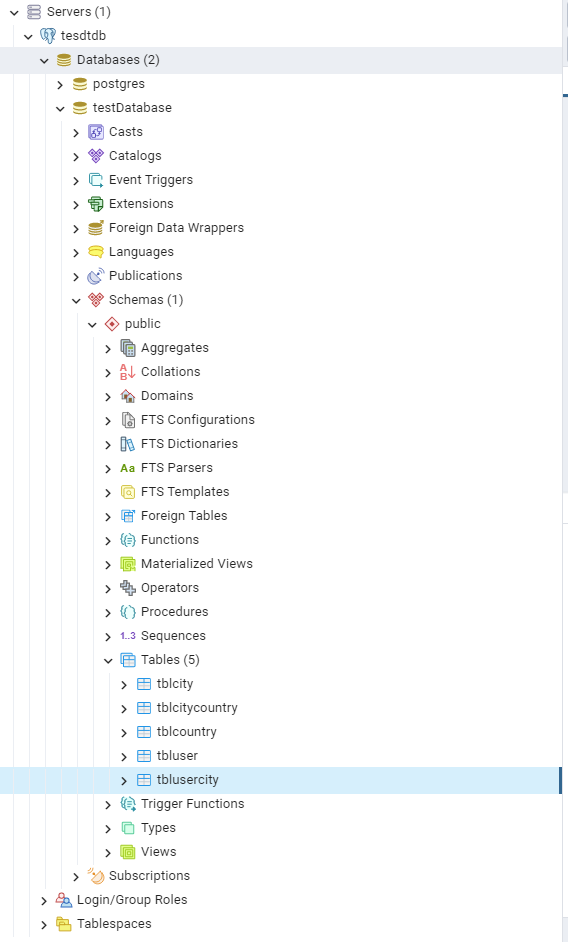 Servers (1)
tesdtdb
Databases (2)
postgres
testDatabase
Casts
Catalogs
Event Triggers
Extensions
Foreign Data Wrappers
Languages
Publications
Schemas (1)
public
Aggregates
Collations
Domains
FTS Configurations
FTS Dictionaries
Aa FTS Parsers
FTS Templates
Foreign Tables
Functions
Materialized Views
Operators
Procedures
1..3 Sequences
Tables (5)
tblcity
tblcitycountry
tblcountry
tbluser
tblusercity
Trigger Functions
Types
Views
Subscriptions
Login/Group Roles
Tablespaces